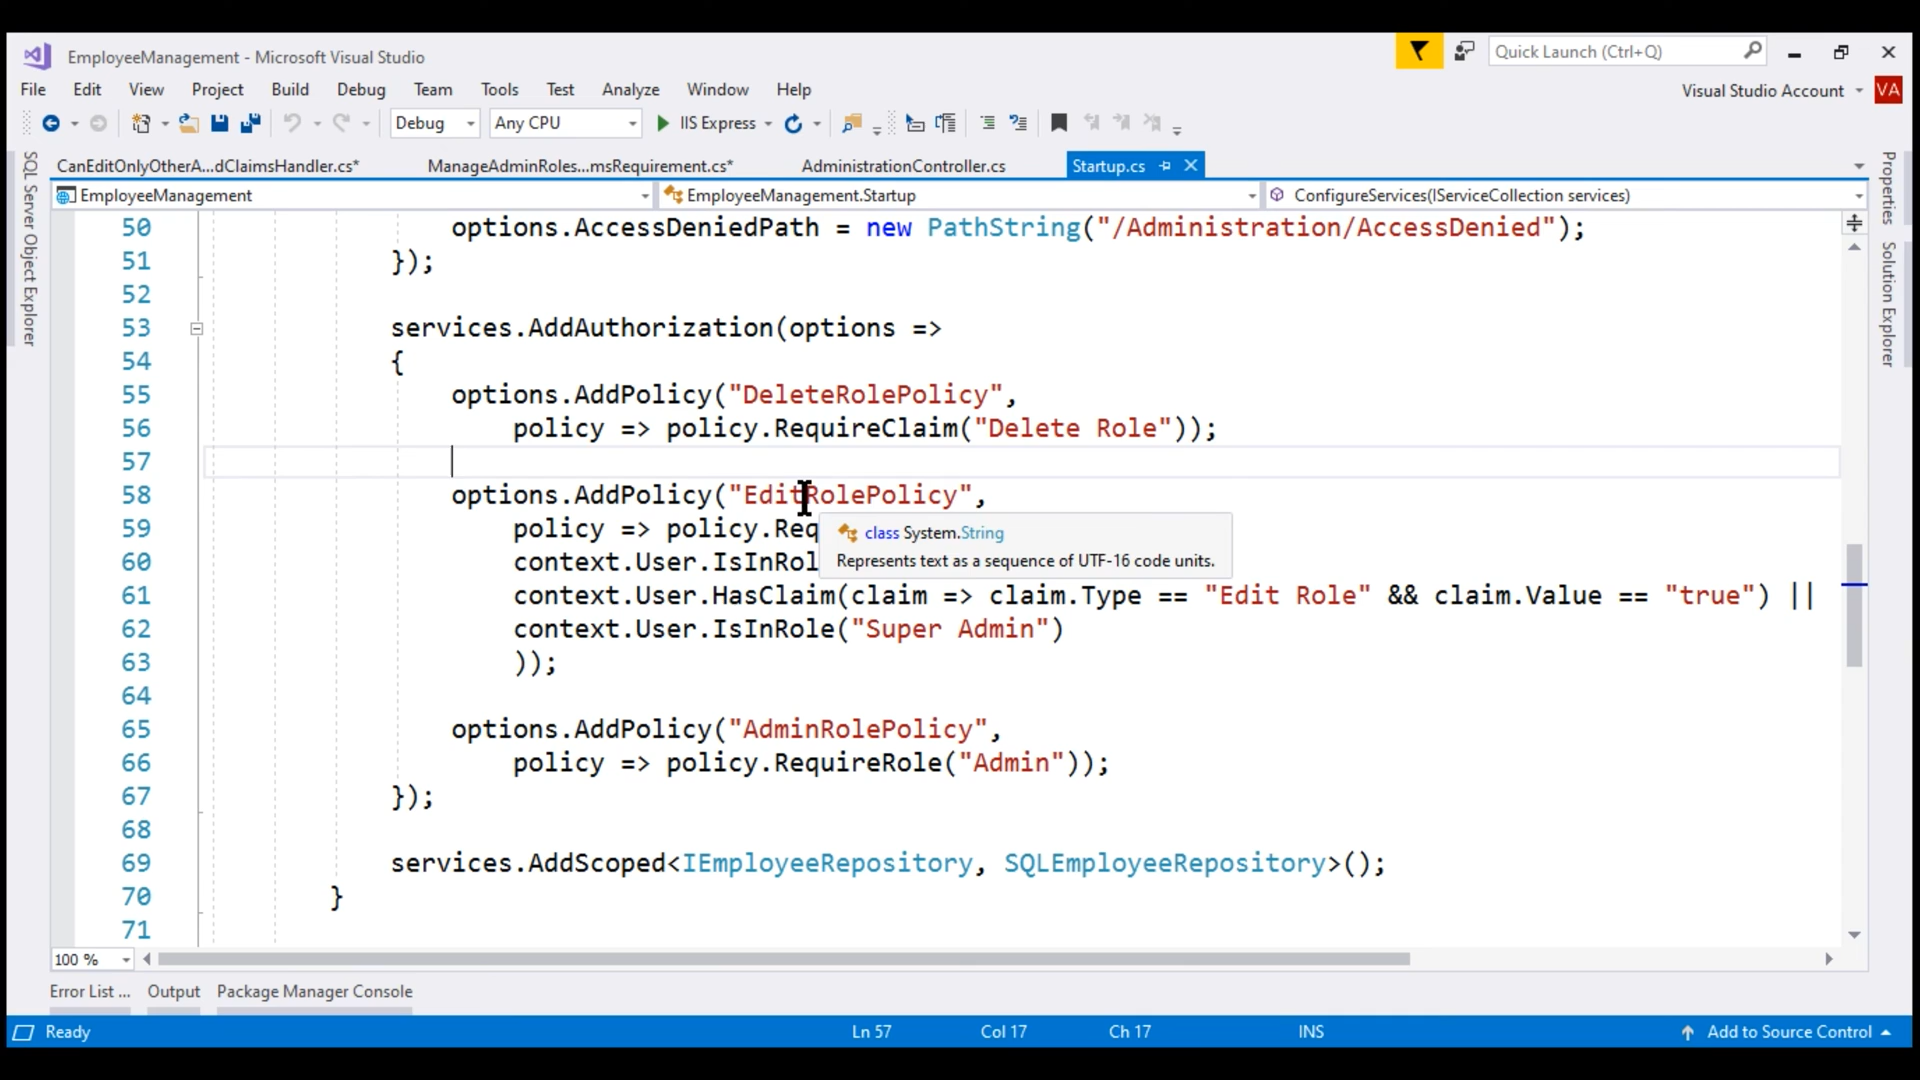 EmployeeManagement - Microsoft Visual Studio
Quick Launch (Ctrl+Q)
File Edit View Project Build Debug Team Tools Test Analyze Window Help
Visual Studio Account VA
Debug Any CPU IIS Express
CanEditOnlyOtherA...dClaimsHandler.cs* ManageAdminRoles...msRequirement.cs* AdministrationController.cs Startup.cs
EmployeeManagement EmployeeManagement.Startup ConfigureServices(IServiceCollection services)
SQL Server Object Explorer
Properties
Solution Explorer
50 options.AccessDeniedPath = new PathString("/Administration/AccessDenied");
51 });
52
53 services.AddAuthorization(options =>
54 {
55 options.AddPolicy("DeleteRolePolicy",
56 policy => policy.RequireClaim("Delete Role"));
57
58 options.AddPolicy("EditRolePolicy",
59 policy => policy.Req
class System.String
60 context.User.IsInRol
Represents text as a sequence of UTF-16 code units.
61 context.User.HasClaim(claim => claim.Type == "Edit Role" && claim.Value == "true") ||
62 context.User.IsInRole("Super Admin")
63 ));
64
65 options.AddPolicy("AdminRolePolicy",
66 policy => policy.RequireRole("Admin"));
67 });
68
69 services.AddScoped<IEmployeeRepository, SQLEmployeeRepository>();
70 }
71
100 %
Error List ... Output Package Manager Console
Ready Ln 57 Col 17 Ch 17 INS Add to Source Control